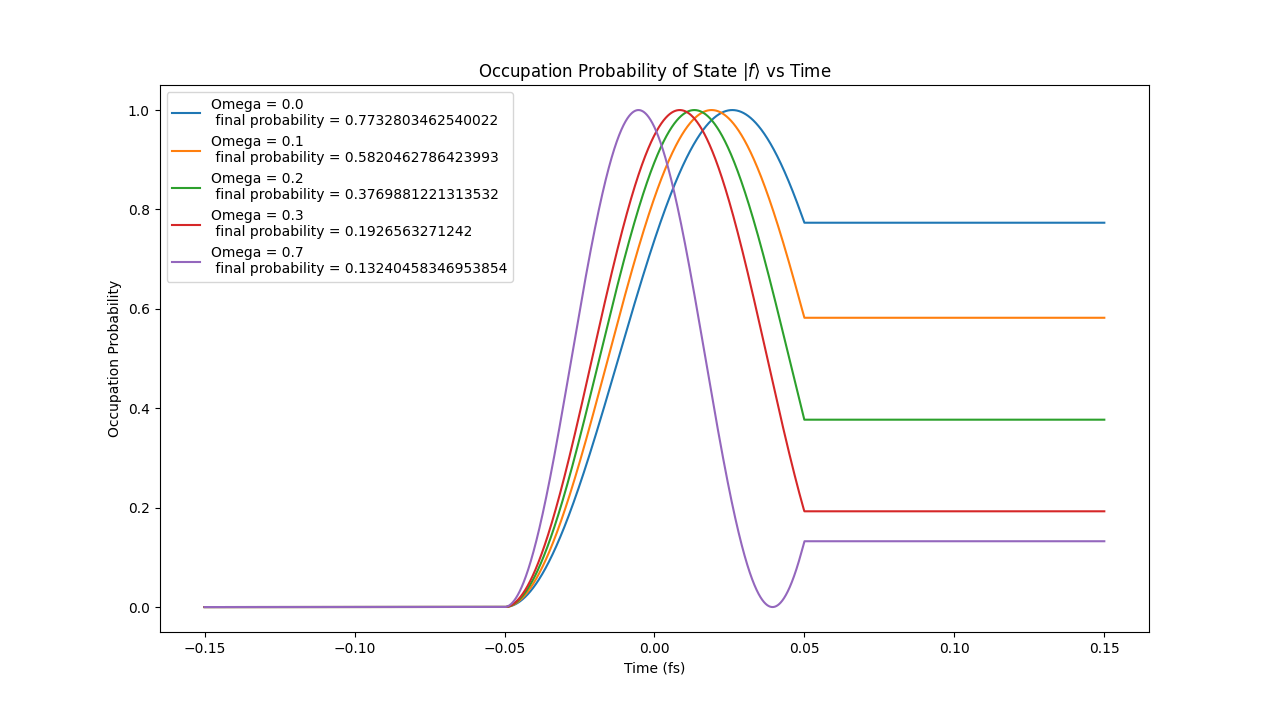 Occupation Probability of State |f⟩ vs Time
Omega = 0.0
final probability = 0.7732803462540022
Omega = 0.1
final probability = 0.5820462786423993
Omega = 0.2
final probability = 0.3769881221313532
Omega = 0.3
final probability = 0.1926563271242
Omega = 0.7
final probability = 0.13240458346953854
1.0
0.8
0.6
0.4
0.2
0.0
Occupation Probability
−0.15
−0.10
−0.05
0.00
0.05
0.10
0.15
Time (fs)